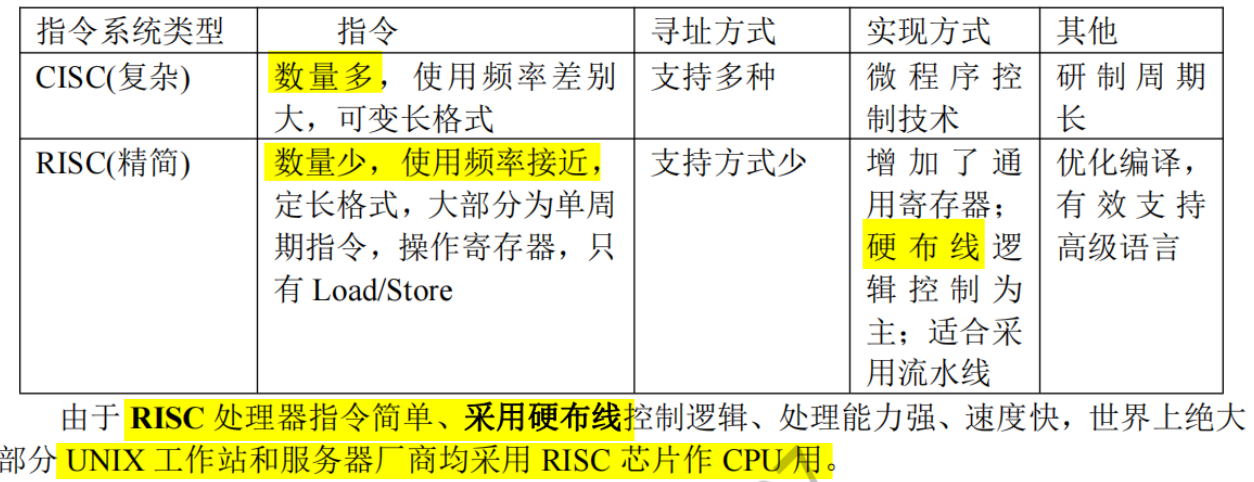 指令系统类型 指令 寻址方式 实现方式 其他
CISC(复杂) 数量多，使用频率差别 支持多种 微程序控 研制周期
大，可变长格式 制技术 长
RISC(精简) 数量少，使用频率接近， 支持方式少 增加了通 优化编译，
定长格式，大部分为单周 用寄存器； 有效支持
期指令，操作寄存器，只 硬布线逻 高级语言
有 Load/Store 辑控制为
主；适合采
用流水线
由于 RISC 处理器指令简单、采用硬布线控制逻辑、处理能力强、速度快，世界上绝大
部分 UNIX 工作站和服务器厂商均采用 RISC 芯片作 CPU 用。